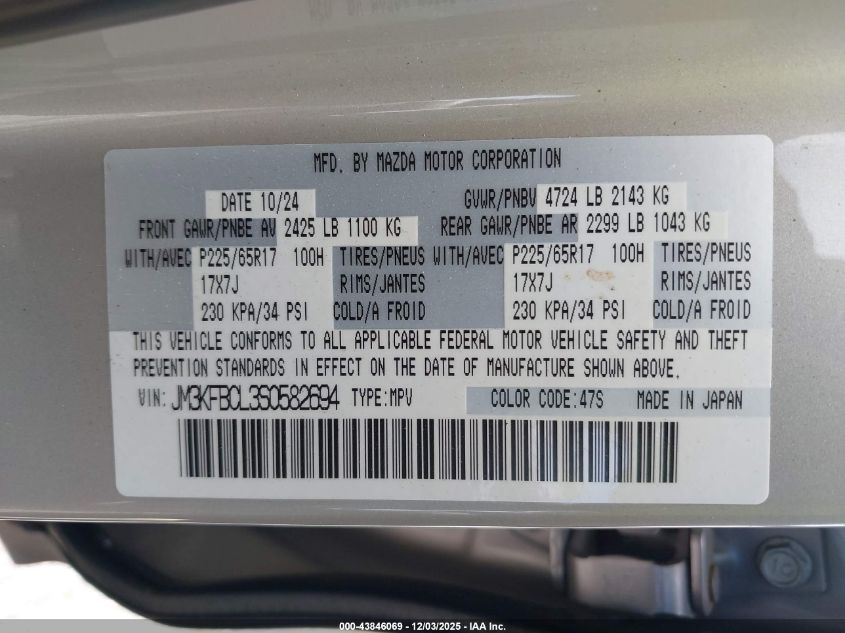 MFD. BY MAZDA MOTOR CORPORATION
DATE 10/24 GVWR/PNBV 4724 LB 2143 KG
FRONT GAWR/PNBE AV 2425 LB 1100 KG REAR GAWR/PNBE AR 2299 LB 1043 KG
WITH/AVEC P225/65R17 100H TIRES/PNEUS WITH/AVEC P225/65R17 100H TIRES/PNEUS
17X7J RIMS/JANTES 17X7J RIMS/JANTES
230 KPA/34 PSI COLD/A FROID 230 KPA/34 PSI COLD/A FROID
THIS VEHICLE CONFORMS TO ALL APPLICABLE FEDERAL MOTOR VEHICLE SAFETY AND THEFT
PREVENTION STANDARDS IN EFFECT ON THE DATE OF MANUFACTURE SHOWN ABOVE.
VIN: JM3KFBCL3S0582694 TYPE:MPV COLOR CODE:47S MADE IN JAPAN
000-43846069 - 12/03/2025 - IAA Inc.